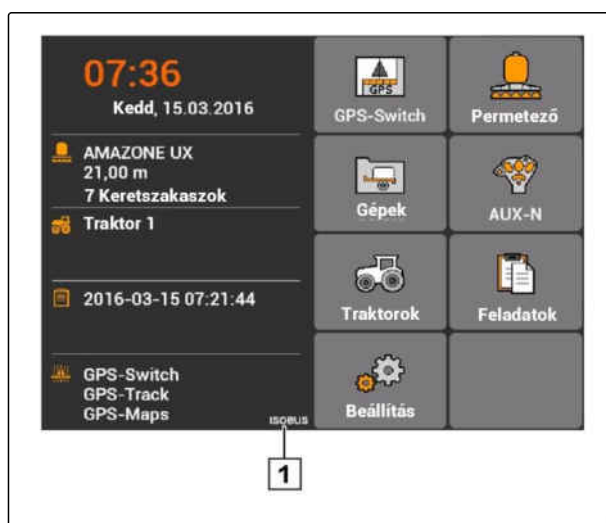 07:36
Kedd, 15.03.2016
AMAZONE UX
21,00 m
7 Keretszakaszok
Traktor 1
2016-03-15 07:21:44
GPS-Switch
GPS-Track
GPS-Maps
ISOBUS
GPS
GPS-Switch
Permetező
Gépek
AUX-N
Traktorok
Feladatok
Beállítás
1